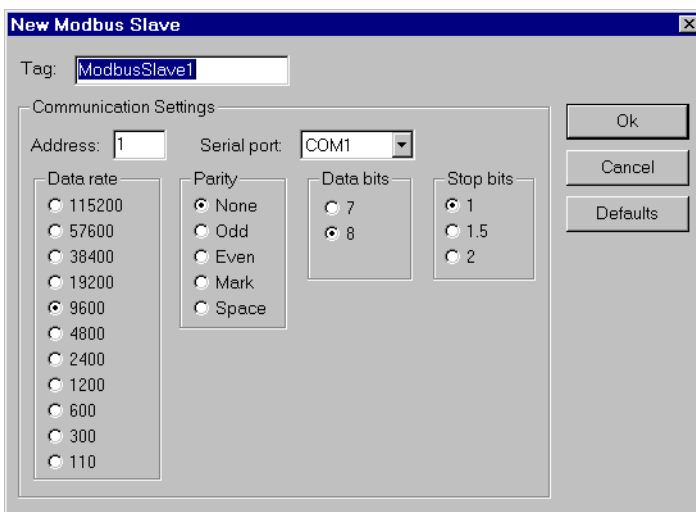 New Modbus Slave
Tag: ModbusSlave1
Communication Settings
Address: 1 Serial port: COM1
Data rate
115200
57600
38400
19200
9600
4800
2400
1200
600
300
110
Parity
None
Odd
Even
Mark
Space
Data bits
7
8
Stop bits
1
1.5
2
Ok
Cancel
Defaults